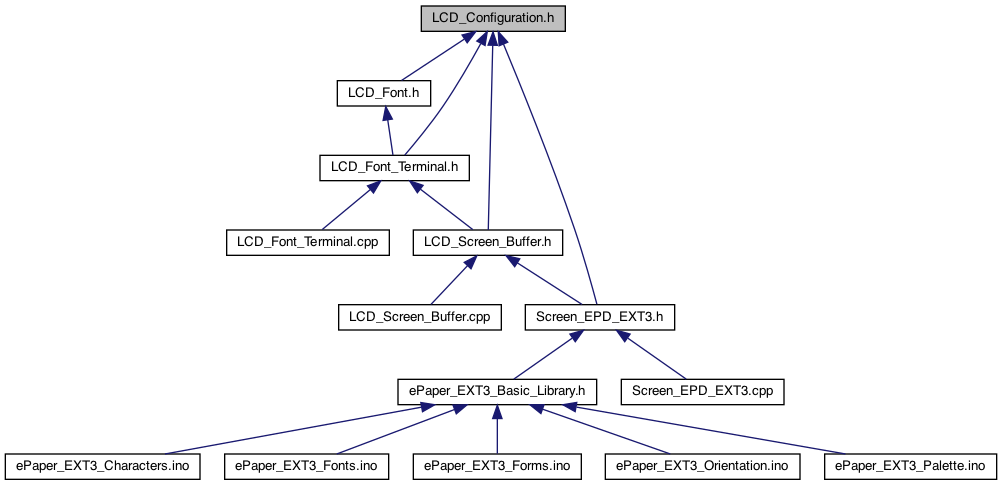 LCD_Configuration.h
LCD_Font.h
LCD_Font_Terminal.h
LCD_Font_Terminal.cpp
LCD_Screen_Buffer.h
LCD_Screen_Buffer.cpp
Screen_EPD_EXT3.h
ePaper_EXT3_Basic_Library.h
Screen_EPD_EXT3.cpp
ePaper_EXT3_Characters.ino
ePaper_EXT3_Fonts.ino
ePaper_EXT3_Forms.ino
ePaper_EXT3_Orientation.ino
ePaper_EXT3_Palette.ino